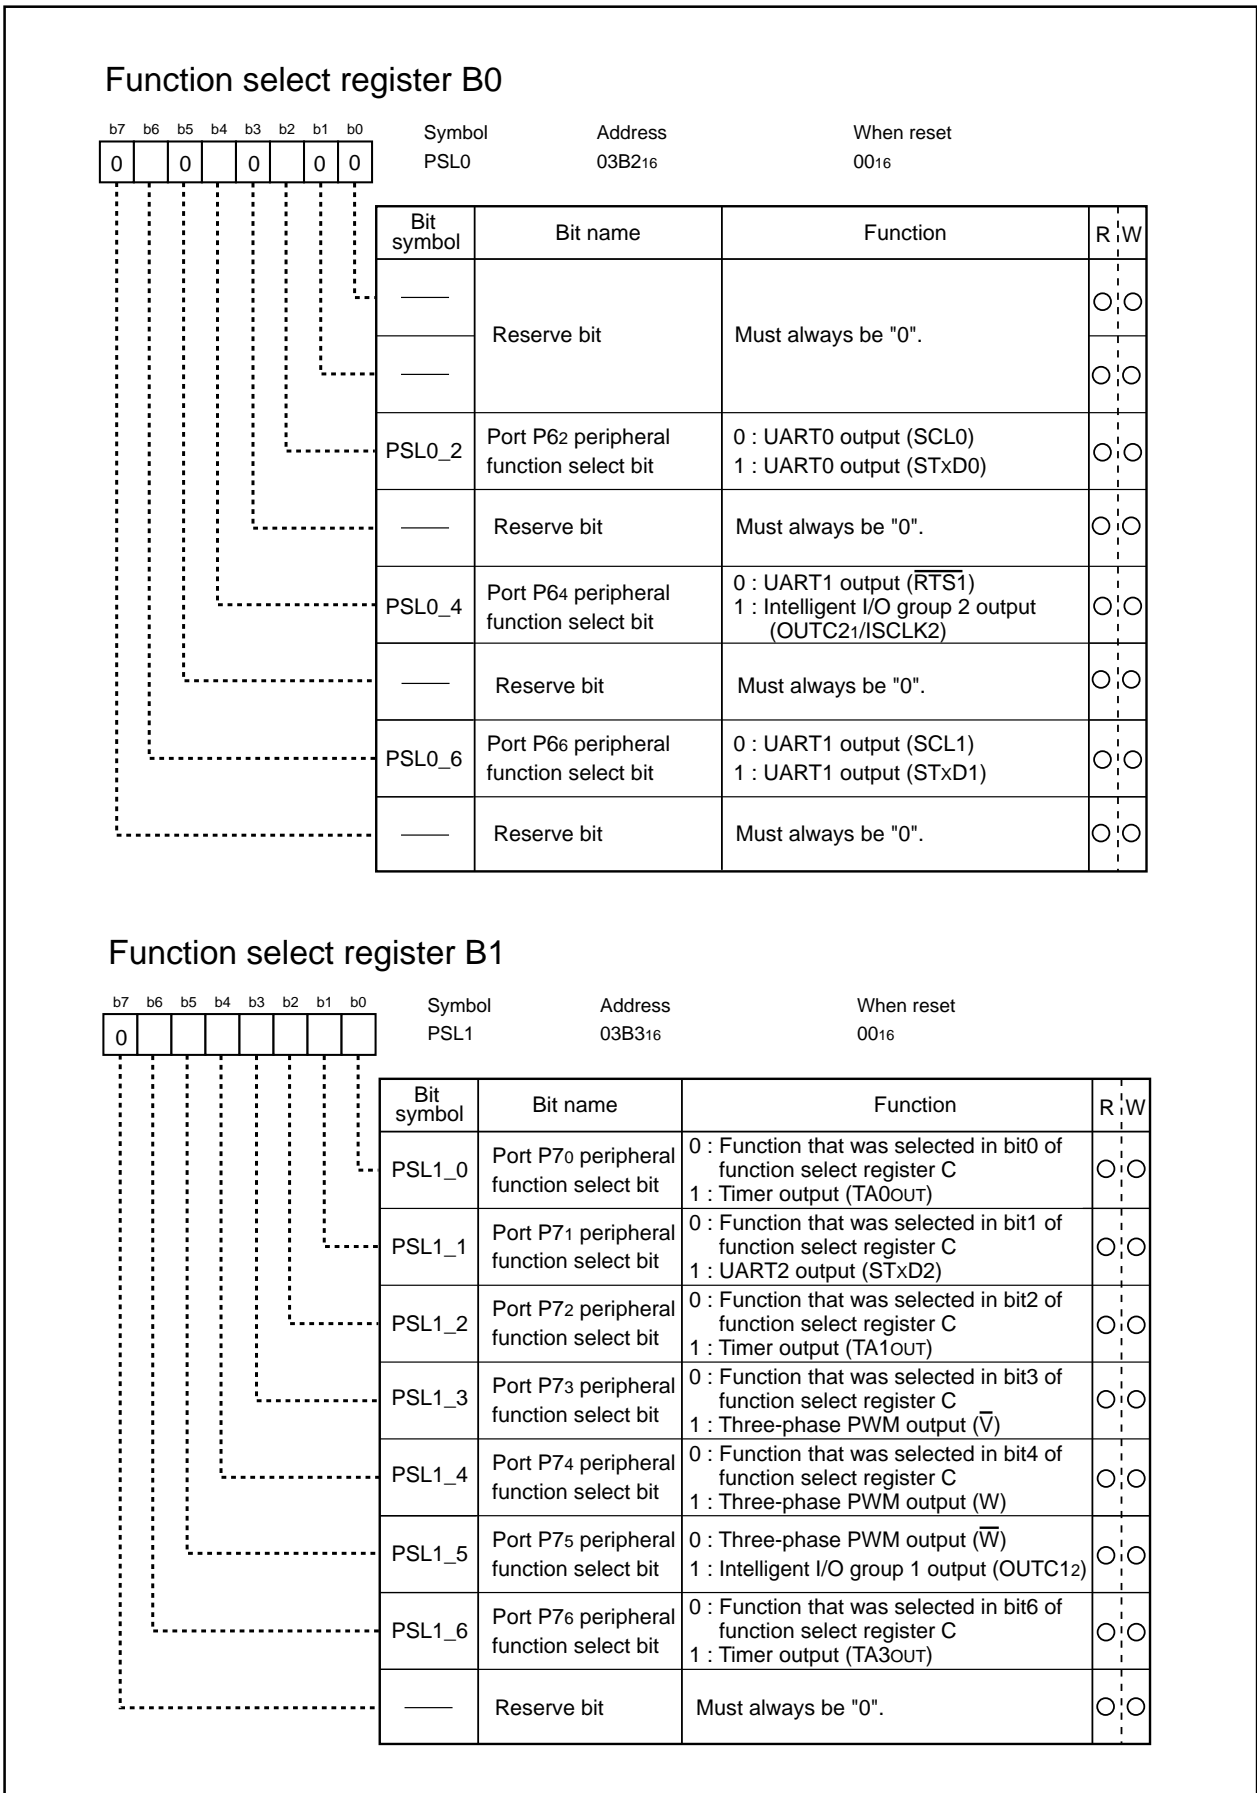 Function select register B0
b7 b6 b5 b4 b3 b2 b1 b0
Symbol Address When reset
0 0 0 0 0 PSL0 03B216 0016
Bit symbol Bit name Function R W
Reserve bit Must always be "0".
PSL0_2 Port P62 peripheral function select bit
0 : UART0 output (SCL0)
1 : UART0 output (STxD0)
Reserve bit Must always be "0".
PSL0_4 Port P64 peripheral function select bit
0 : UART1 output (R̅T̅S̅1̅)
1 : Intelligent I/O group 2 output
(OUTC21/ISCLK2)
Reserve bit Must always be "0".
PSL0_6 Port P66 peripheral function select bit
0 : UART1 output (SCL1)
1 : UART1 output (STxD1)
Reserve bit Must always be "0".
Function select register B1
b7 b6 b5 b4 b3 b2 b1 b0
Symbol Address When reset
0 PSL1 03B316 0016
Bit symbol Bit name Function R W
PSL1_0 Port P70 peripheral function select bit
0 : Function that was selected in bit0 of
function select register C
1 : Timer output (TA0OUT)
PSL1_1 Port P71 peripheral function select bit
0 : Function that was selected in bit1 of
function select register C
1 : UART2 output (STxD2)
PSL1_2 Port P72 peripheral function select bit
0 : Function that was selected in bit2 of
function select register C
1 : Timer output (TA1OUT)
PSL1_3 Port P73 peripheral function select bit
0 : Function that was selected in bit3 of
function select register C
1 : Three-phase PWM output (V̅)
PSL1_4 Port P74 peripheral function select bit
0 : Function that was selected in bit4 of
function select register C
1 : Three-phase PWM output (W)
PSL1_5 Port P75 peripheral function select bit
0 : Three-phase PWM output (W̅)
1 : Intelligent I/O group 1 output (OUTC12)
PSL1_6 Port P76 peripheral function select bit
0 : Function that was selected in bit6 of
function select register C
1 : Timer output (TA3OUT)
Reserve bit Must always be "0".